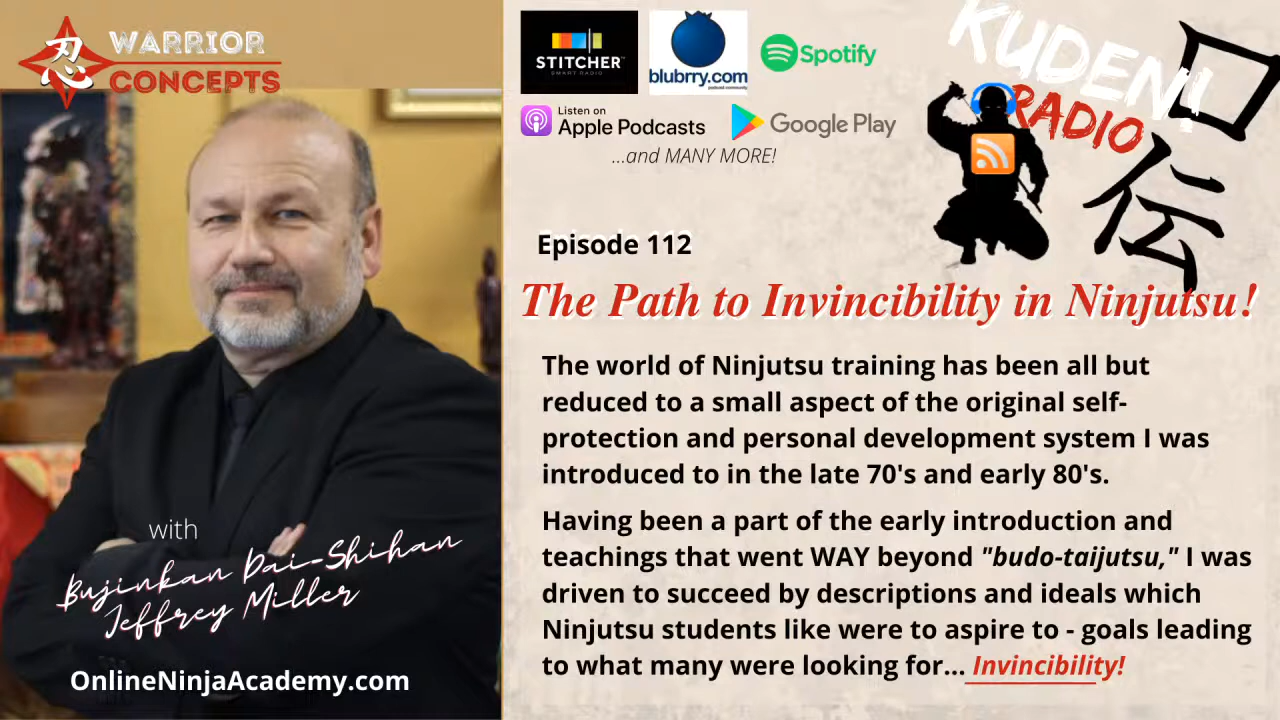 忍
WARRIOR
CONCEPTS
with
Bujinkan Dai-Shihan
Jeffrey Miller
OnlineNinjaAcademy.com
STITCHER
SMART RADIO
blubrry.com
podcast community
Spotify
Listen on
Apple Podcasts
Google Play
...and MANY MORE!
KUDEN!
RADIO
口
伝
Episode 112
The Path to Invincibility in Ninjutsu!
The world of Ninjutsu training has been all but
reduced to a small aspect of the original self-
protection and personal development system I was
introduced to in the late 70's and early 80's.
Having been a part of the early introduction and
teachings that went WAY beyond "budo-taijutsu," I was
driven to succeed by descriptions and ideals which
Ninjutsu students like were to aspire to - goals leading
to what many were looking for... Invincibility!